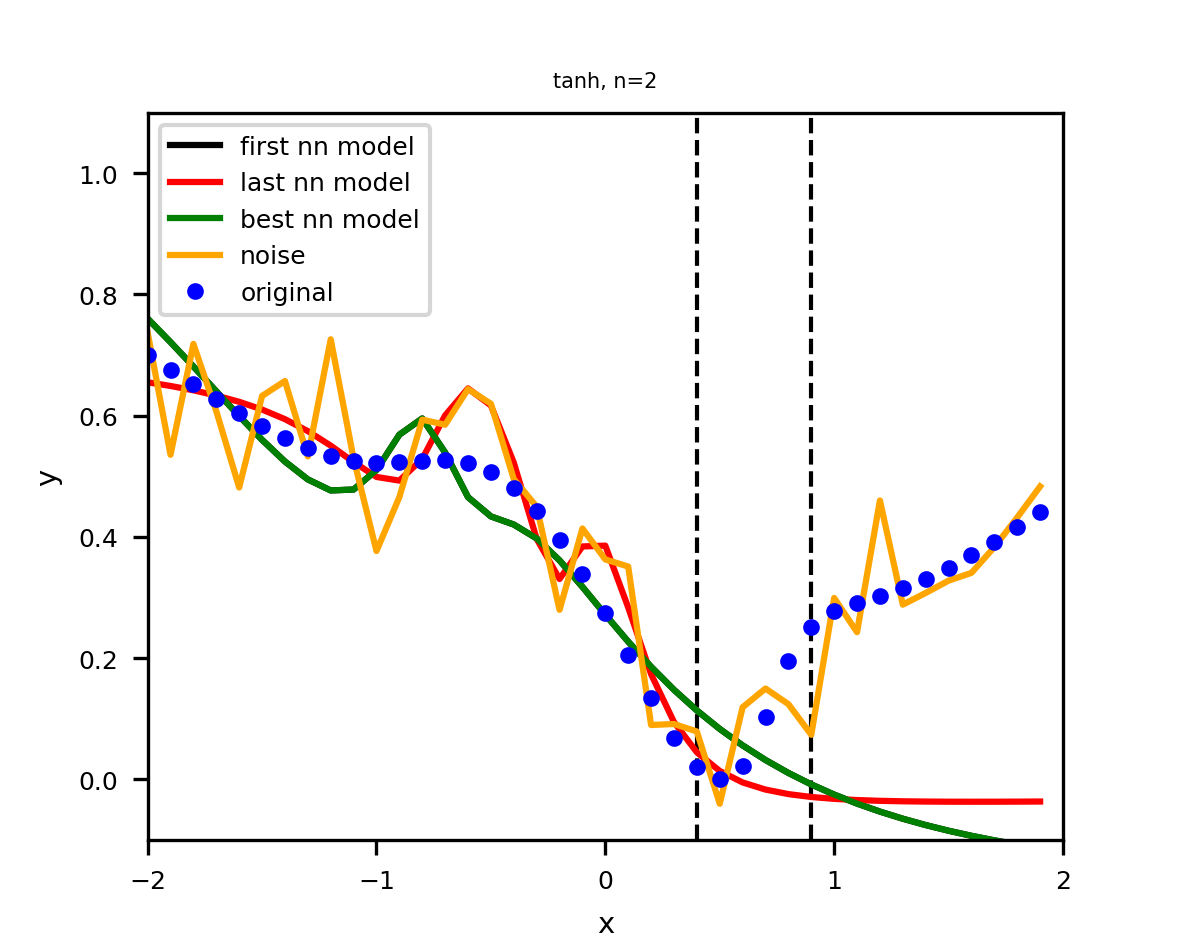 tanh, n=2
first nn model
last nn model
best nn model
noise
original
1.0
0.8
0.6
0.4
0.2
0.0
y
−2
−1
0
1
2
x